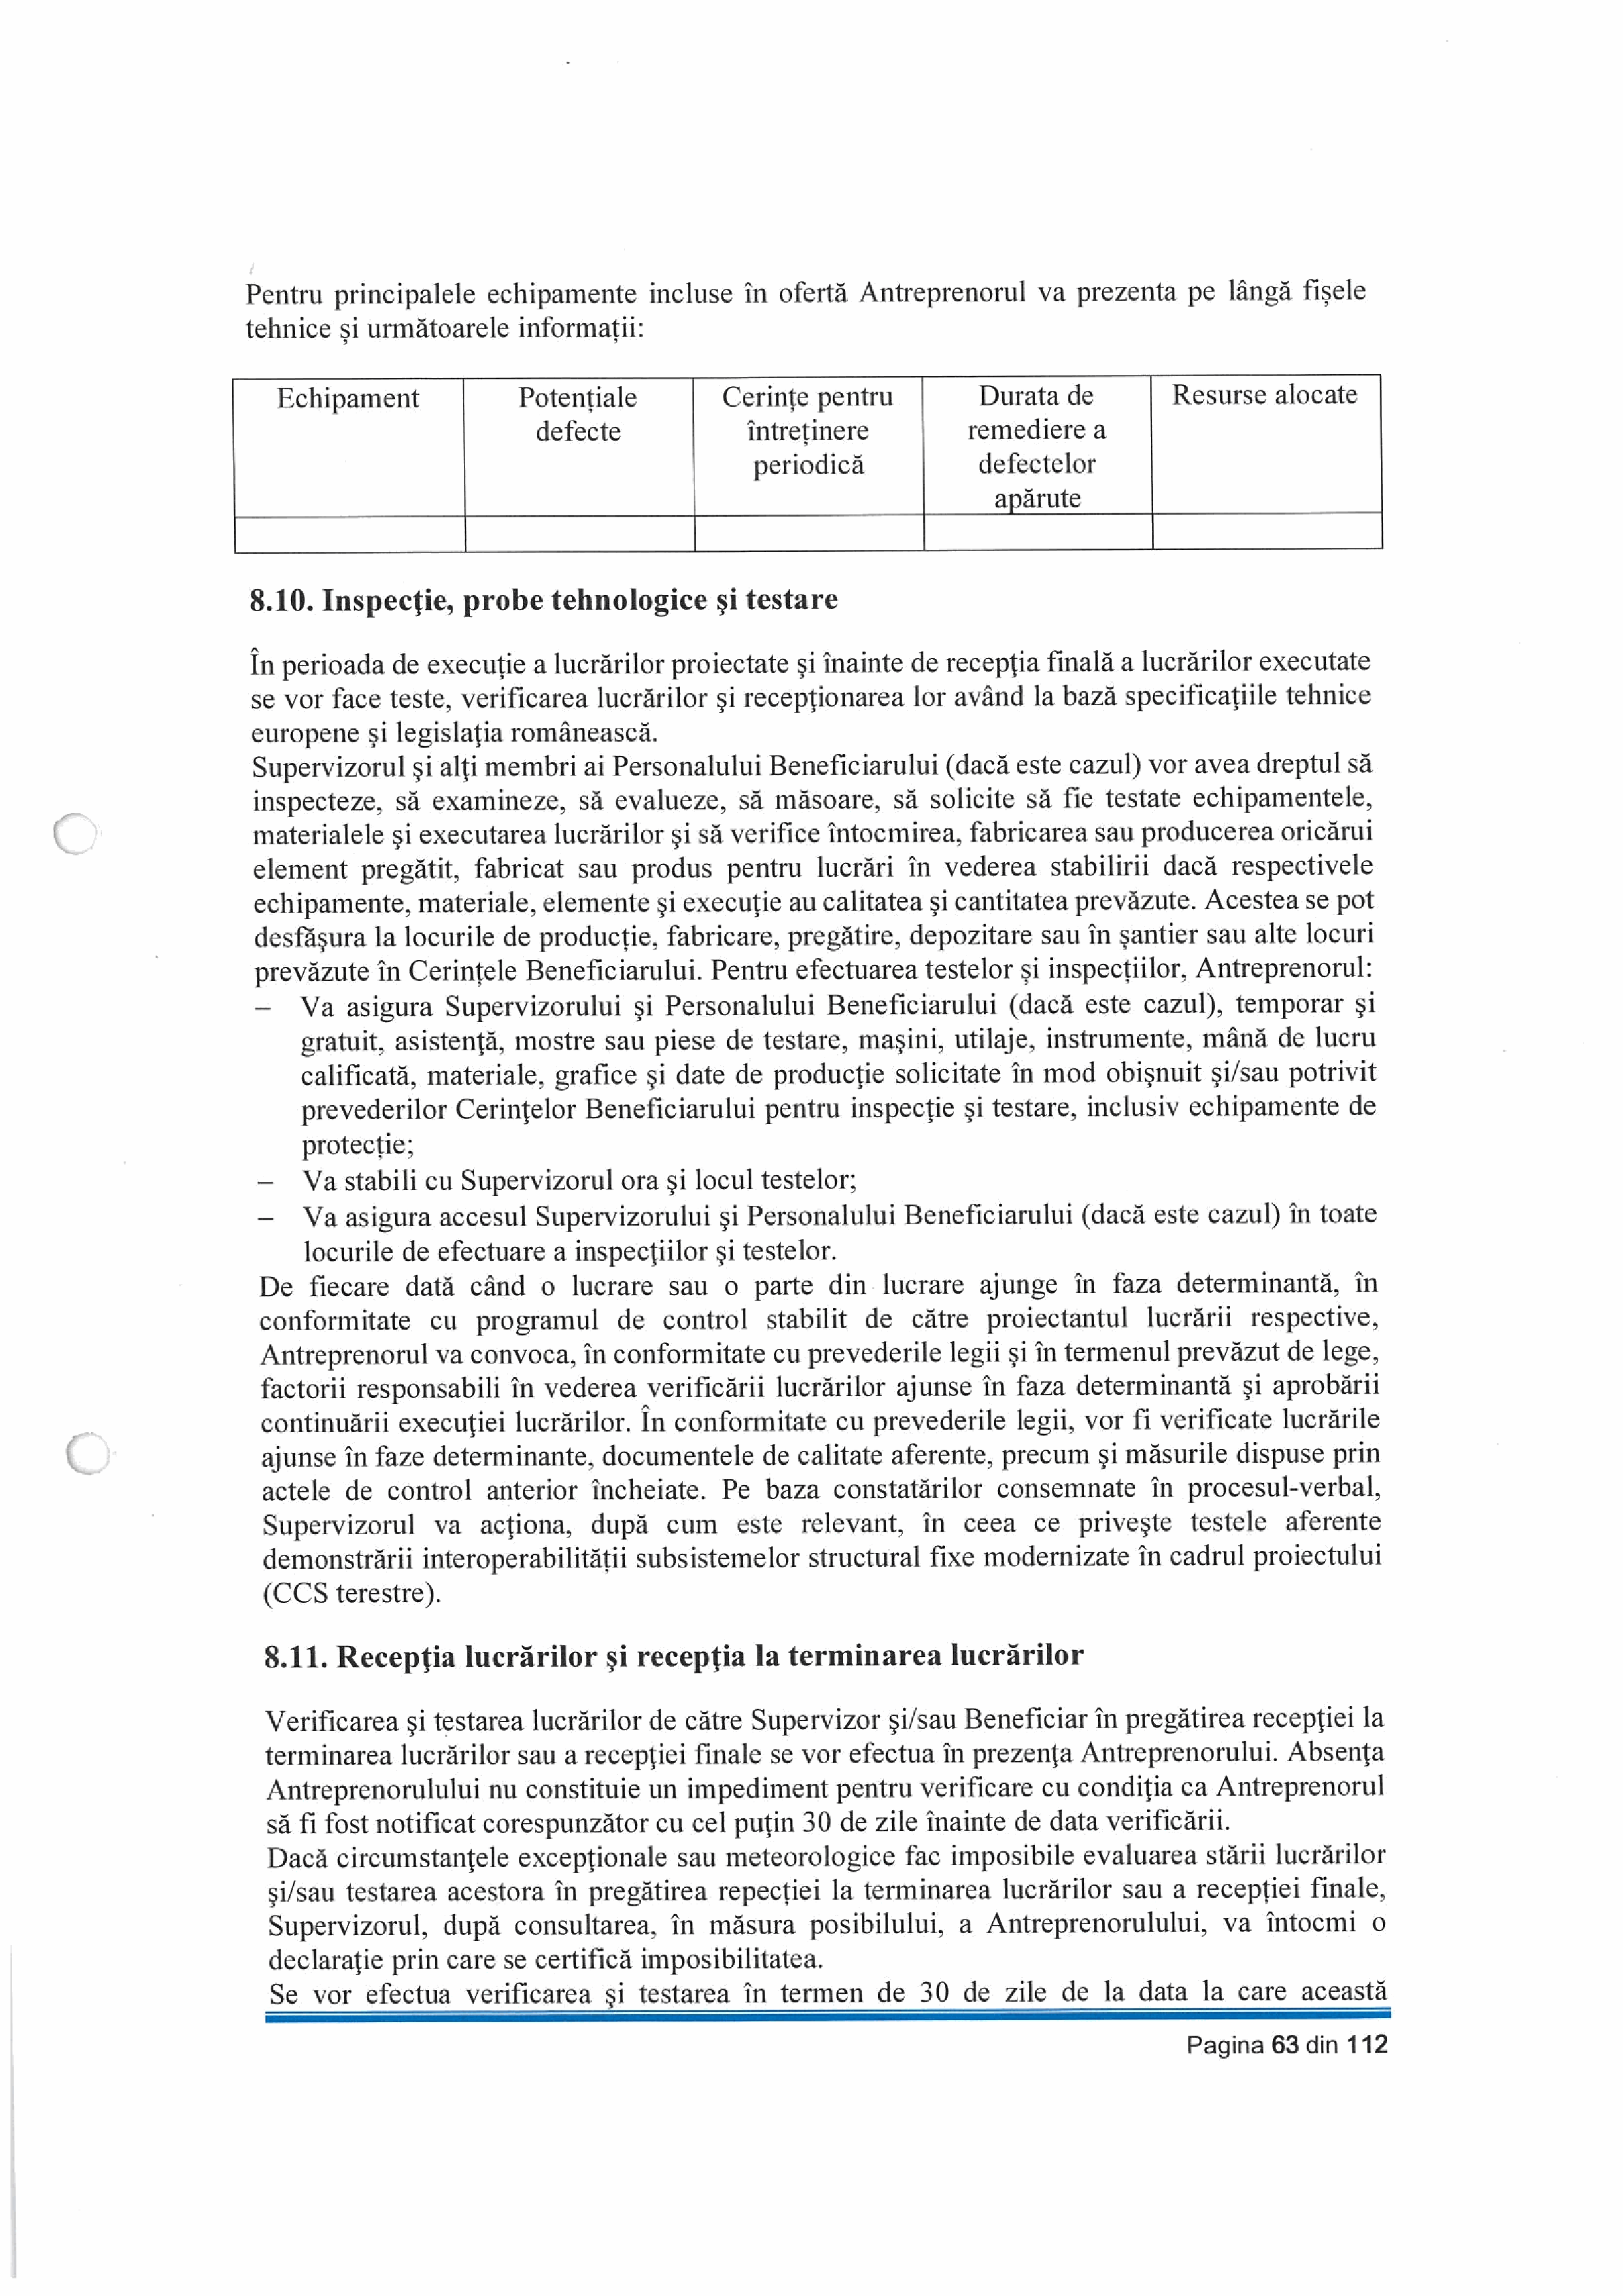 Pentru principalele echipamente incluse în ofertă Antreprenorul va prezenta pe lângă fișele
tehnice și următoarele informații:
Echipament Potențiale Cerințe pentru Durata de Resurse alocate
defecte întreținere remediere a
periodică defectelor
apărute
8.10. Inspecţie, probe tehnologice şi testare
În perioada de execuție a lucrărilor proiectate şi înainte de recepţia finală a lucrărilor executate
se vor face teste, verificarea lucrărilor şi recepţionarea lor având la bază specificaţiile tehnice
europene şi legislaţia românească.
Supervizorul şi alţi membri ai Personalului Beneficiarului (dacă este cazul) vor avea dreptul să
inspecteze, să examineze, să evalueze, să măsoare, să solicite să fie testate echipamentele,
materialele şi executarea lucrărilor şi să verifice întocmirea, fabricarea sau producerea oricărui
element pregătit, fabricat sau produs pentru lucrări în vederea stabilirii dacă respectivele
echipamente, materiale, elemente şi execuție au calitatea şi cantitatea prevăzute. Acestea se pot
desfăşura la locurile de producție, fabricare, pregătire, depozitare sau în şantier sau alte locuri
prevăzute în Cerințele Beneficiarului. Pentru efectuarea testelor și inspecțiilor, Antreprenorul:
– Va asigura Supervizorului şi Personalului Beneficiarului (dacă este cazul), temporar şi
gratuit, asistenţă, mostre sau piese de testare, maşini, utilaje, instrumente, mână de lucru
calificată, materiale, grafice şi date de producţie solicitate în mod obişnuit şi/sau potrivit
prevederilor Cerinţelor Beneficiarului pentru inspecție şi testare, inclusiv echipamente de
protecție;
– Va stabili cu Supervizorul ora şi locul testelor;
– Va asigura accesul Supervizorului şi Personalului Beneficiarului (dacă este cazul) în toate
locurile de efectuare a inspecţiilor şi testelor.
De fiecare dată când o lucrare sau o parte din lucrare ajunge în faza determinantă, în
conformitate cu programul de control stabilit de către proiectantul lucrării respective,
Antreprenorul va convoca, în conformitate cu prevederile legii şi în termenul prevăzut de lege,
factorii responsabili în vederea verificării lucrărilor ajunse în faza determinantă şi aprobării
continuării execuţiei lucrărilor. În conformitate cu prevederile legii, vor fi verificate lucrările
ajunse în faze determinante, documentele de calitate aferente, precum şi măsurile dispuse prin
actele de control anterior încheiate. Pe baza constatărilor consemnate în procesul-verbal,
Supervizorul va acţiona, după cum este relevant, în ceea ce priveşte testele aferente
demonstrării interoperabilității subsistemelor structural fixe modernizate în cadrul proiectului
(CCS terestre).
8.11. Recepţia lucrărilor şi recepţia la terminarea lucrărilor
Verificarea şi testarea lucrărilor de către Supervizor şi/sau Beneficiar în pregătirea recepţiei la
terminarea lucrărilor sau a recepţiei finale se vor efectua în prezenţa Antreprenorului. Absenţa
Antreprenorulului nu constituie un impediment pentru verificare cu condiţia ca Antreprenorul
să fi fost notificat corespunzător cu cel puțin 30 de zile înainte de data verificării.
Dacă circumstanţele excepţionale sau meteorologice fac imposibile evaluarea stării lucrărilor
şi/sau testarea acestora în pregătirea repecției la terminarea lucrărilor sau a recepției finale,
Supervizorul, după consultarea, în măsura posibilului, a Antreprenorulului, va întocmi o
declaraţie prin care se certifică imposibilitatea.
Se vor efectua verificarea şi testarea în termen de 30 de zile de la data la care această
Pagina 63 din 112